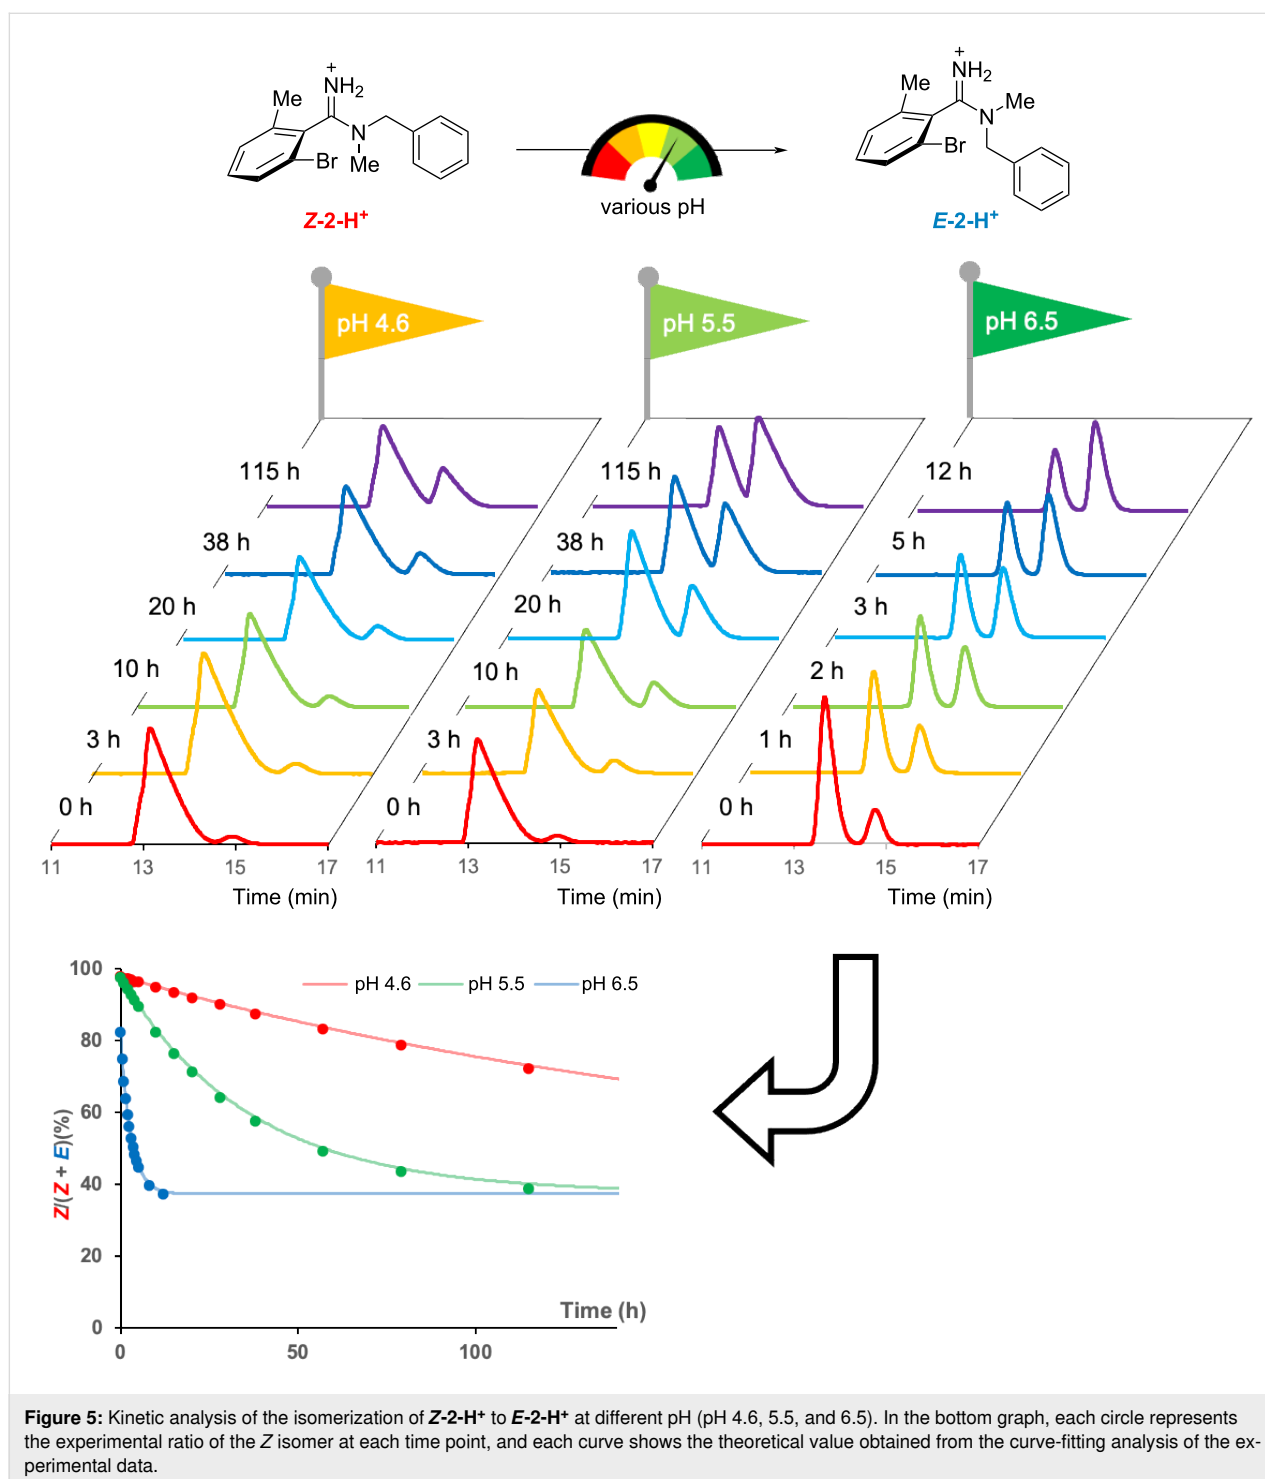 +
NH2
Me
N
Br
Me
Z-2-H+
various pH
+
NH2
Me
Me
N
Br
E-2-H+
pH 4.6
pH 5.5
pH 6.5
115 h
38 h
20 h
10 h
3 h
0 h
11 13 15 17
Time (min)
115 h
38 h
20 h
10 h
3 h
0 h
11 13 15 17
Time (min)
12 h
5 h
3 h
2 h
1 h
0 h
11 13 15 17
Time (min)
Z/(Z + E)(%)
100
80
60
40
20
0
pH 4.6 pH 5.5 pH 6.5
Time (h)
0 50 100
Figure 5: Kinetic analysis of the isomerization of Z-2-H+ to E-2-H+ at different pH (pH 4.6, 5.5, and 6.5). In the bottom graph, each circle represents
the experimental ratio of the Z isomer at each time point, and each curve shows the theoretical value obtained from the curve-fitting analysis of the ex-
perimental data.